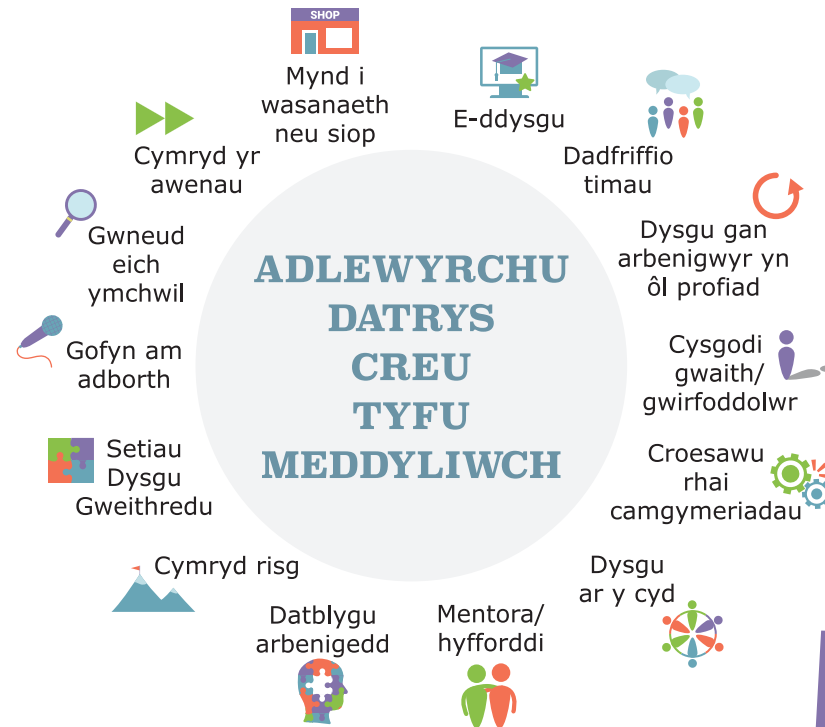 SHOP
Mynd i
wasanaeth
neu siop
E-ddysgu
Dadfriffio
timau
Dysgu gan
arbenigwyr yn
ôl profiad
Cysgodi
gwaith/
gwirfoddolwr
Croesawu
rhai
camgymeriadau
Dysgu
ar y cyd
Mentora/
hyfforddi
Datblygu
arbenigedd
Cymryd risg
Setiau
Dysgu
Gweithredu
Gofyn am
adborth
Gwneud
eich
ymchwil
Cymryd yr
awenau
ADLEWYRCHU
DATRYS
CREU
TYFU
MEDDYLIWCH